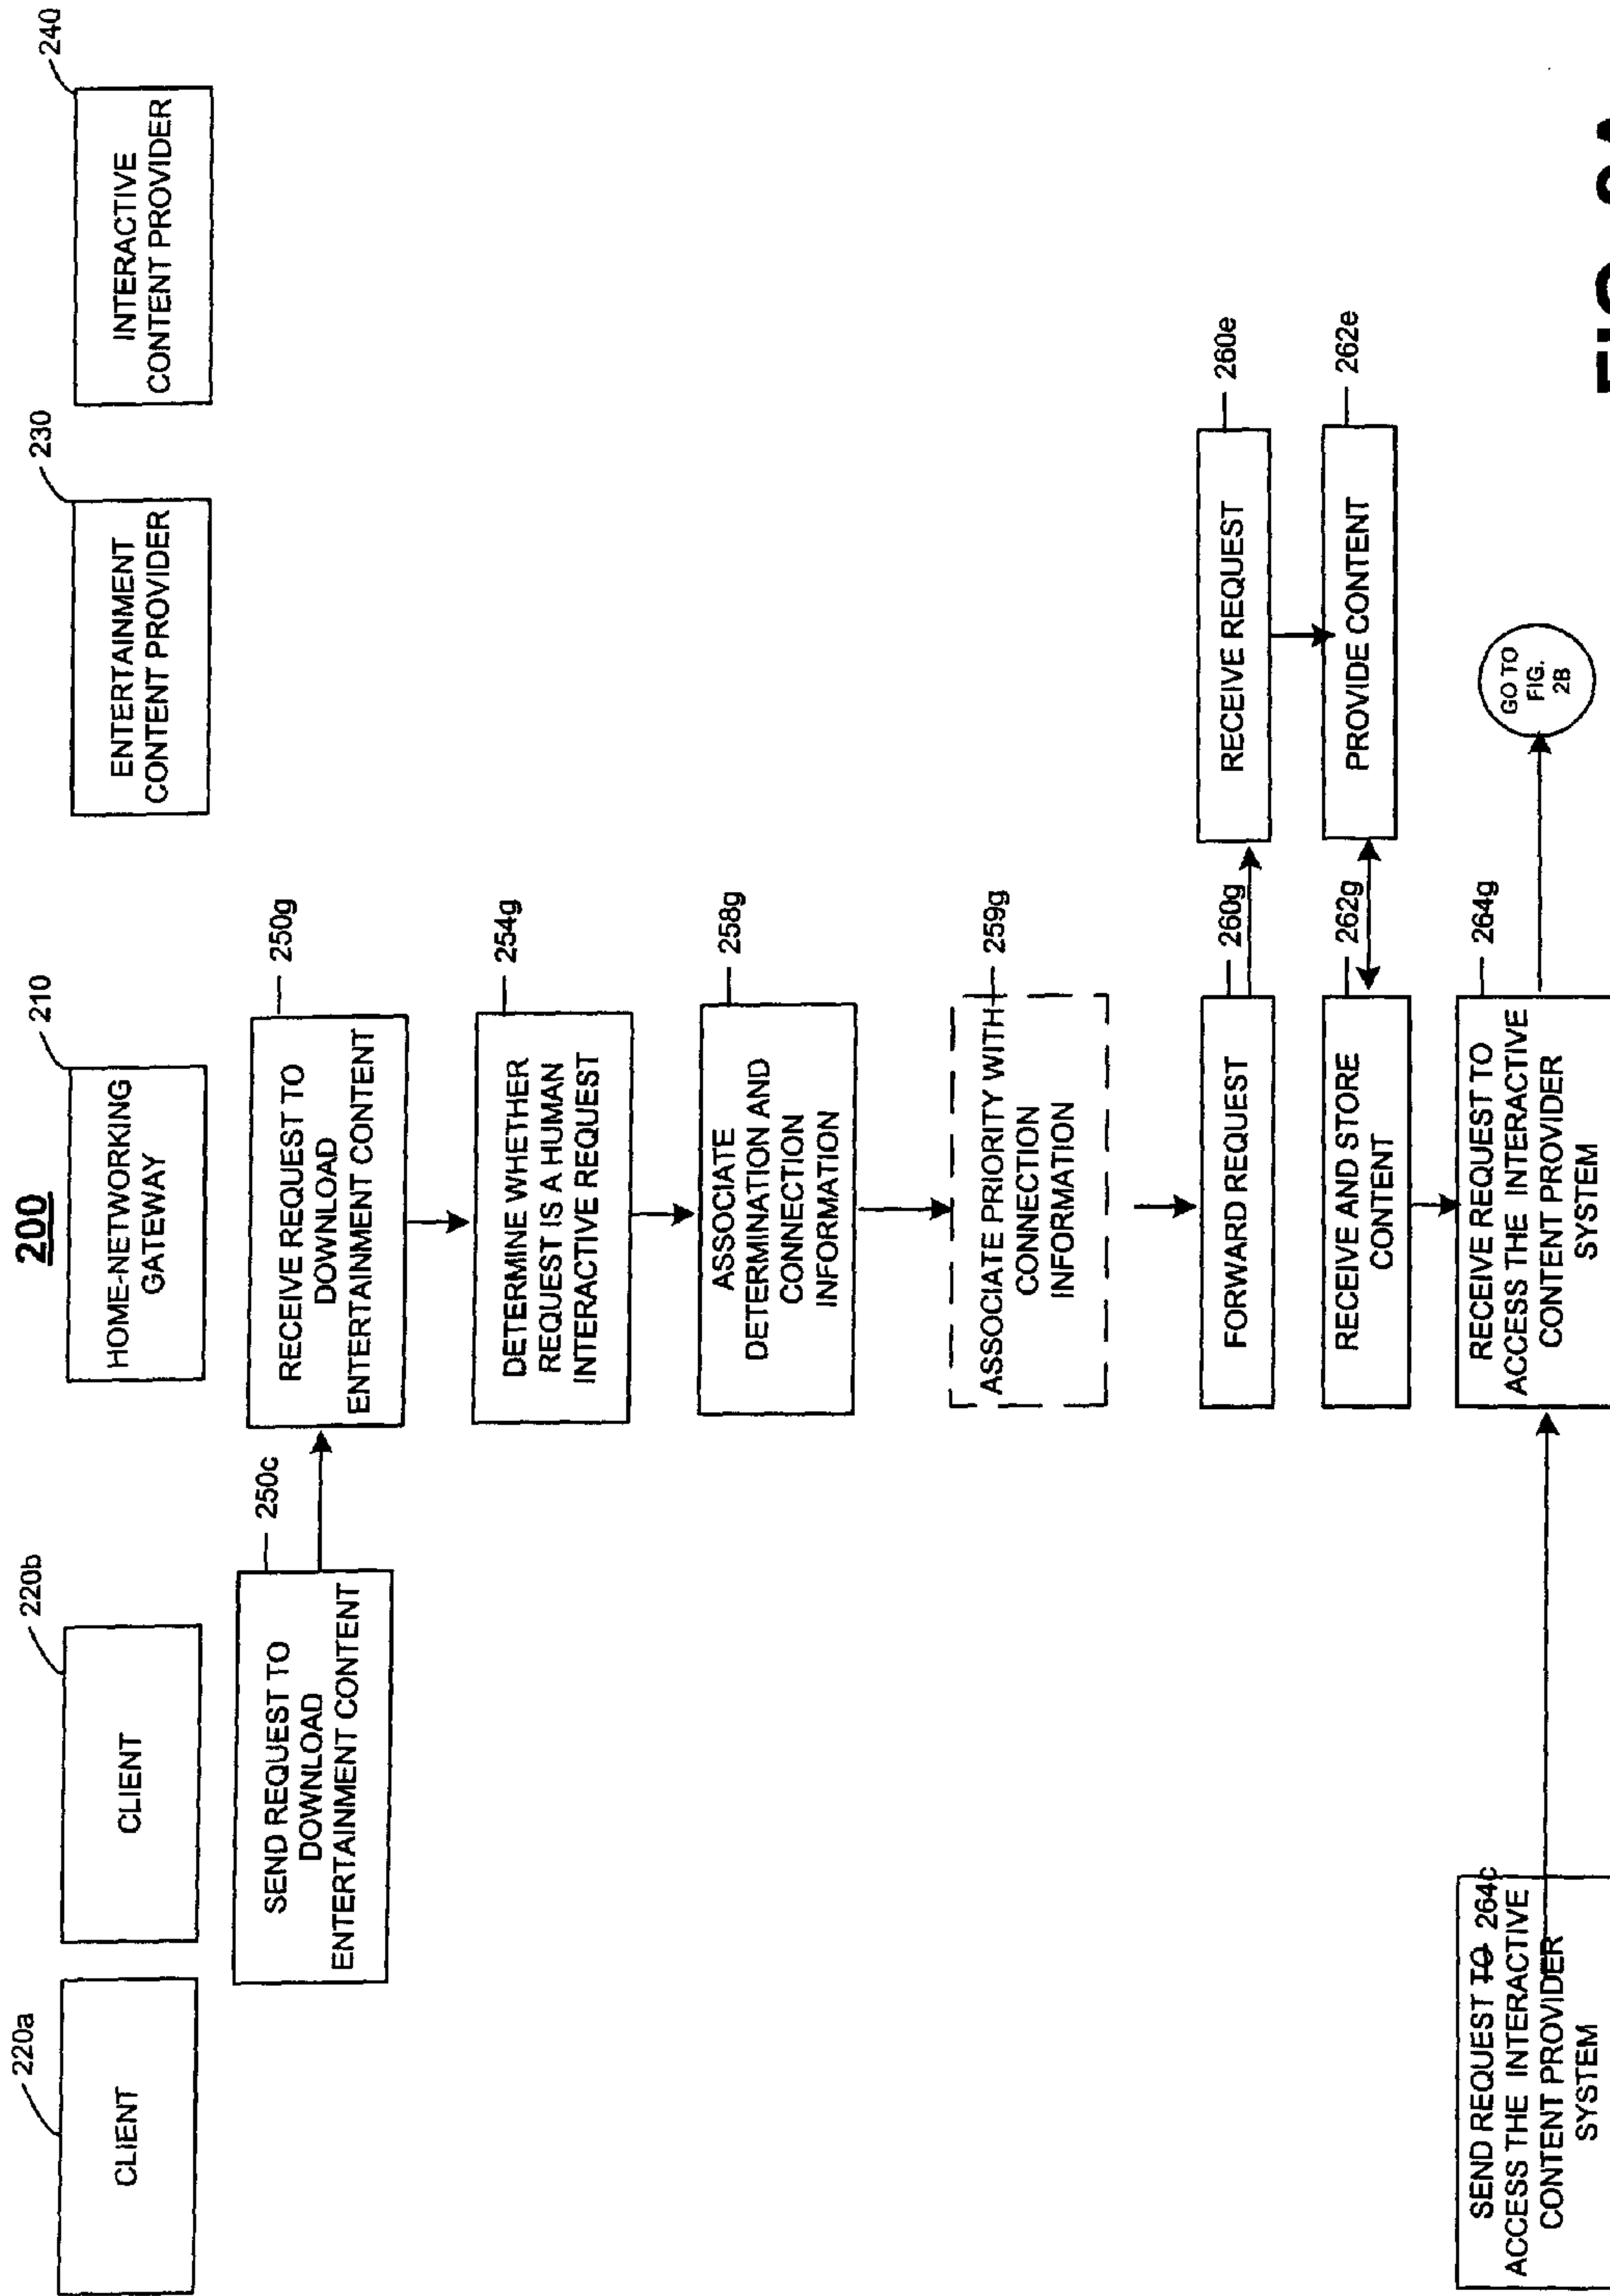 200
220a
CLIENT
220b
CLIENT
210
HOME-NETWORKING
GATEWAY
230
ENTERTAINMENT
CONTENT PROVIDER
240
INTERACTIVE
CONTENT PROVIDER
250c
SEND REQUEST TO
DOWNLOAD
ENTERTAINMENT CONTENT
250g
RECEIVE REQUEST TO
DOWNLOAD
ENTERTAINMENT CONTENT
254g
DETERMINE WHETHER
REQUEST IS A HUMAN
INTERACTIVE REQUEST
258g
ASSOCIATE
DETERMINATION AND
CONNECTION
INFORMATION
259g
ASSOCIATE PRIORITY WITH
CONNECTION
INFORMATION
260g
FORWARD REQUEST
260e
RECEIVE REQUEST
262g
RECEIVE AND STORE
CONTENT
262e
PROVIDE CONTENT
264c
SEND REQUEST TO
ACCESS THE INTERACTIVE
CONTENT PROVIDER
SYSTEM
264g
RECEIVE REQUEST TO
ACCESS THE INTERACTIVE
CONTENT PROVIDER
SYSTEM
GO TO
FIG.
2B